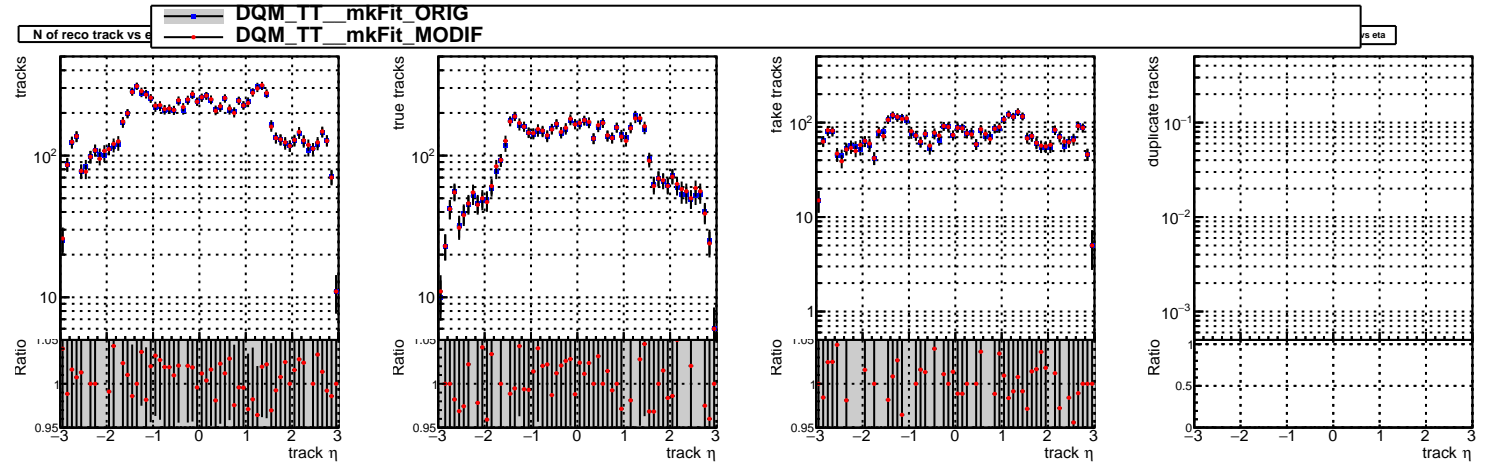 DQM_TT__mkFit_ORIG
DQM_TT__mkFit_MODIF
N of reco track vs e
vs eta
tracks
10²
10
Ratio
1.05
1
0.95
−3 −2 −1 0 1 2 3
track η
true tracks
10²
10
Ratio
1.05
1
0.95
−3 −2 −1 0 1 2 3
track η
fake tracks
10²
10
1
Ratio
1.05
1
0.95
−3 −2 −1 0 1 2 3
track η
duplicate tracks
10⁻¹
10⁻²
10⁻³
Ratio
1
0.5
0
−3 −2 −1 0 1 2 3
track η